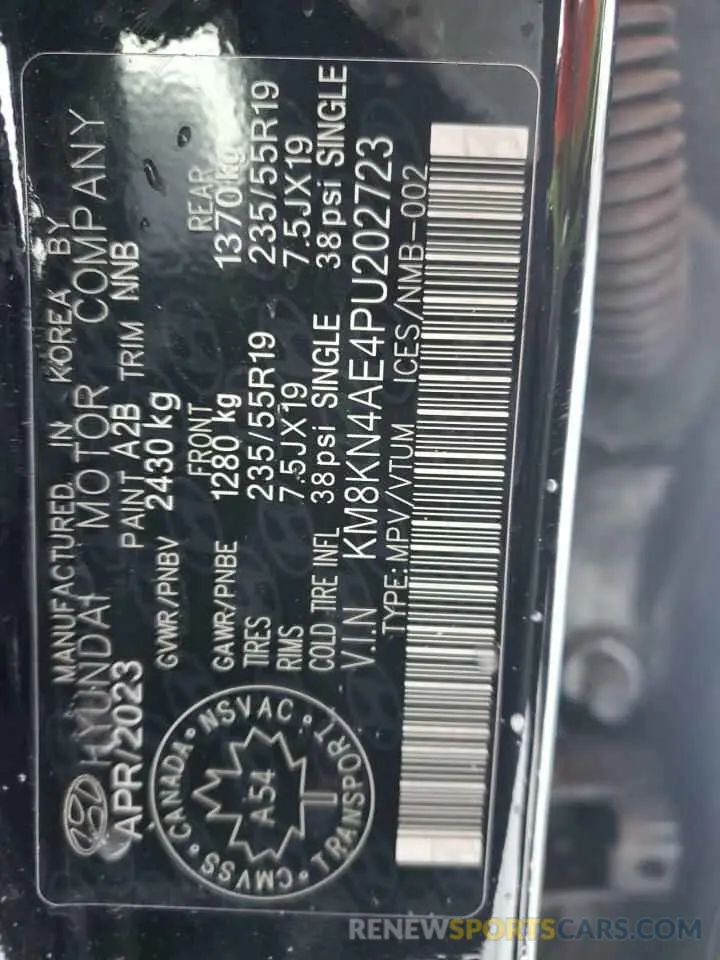 MANUFACTURED IN KOREA BY
HYUNDAI MOTOR COMPANY
APR/2023 PAINT A2B TRIM NNB
GVWR/PNBV 2430 kg
FRONT REAR
GAWR/PNBE 1280 kg 1370 kg
TIRES 235/55R19 235/55R19
RIMS 7.5JX19 7.5JX19
COLD TIRE INFL 38psi SINGLE 38psi SINGLE
V.I.N KM8KN4AE4PU202723
TYPE:MPV/VTUM ICES/NMB-002
CANADA • NSVAC •
A54
CMVSS • TRANSPORT
RENEWSPORTSCARS.COM